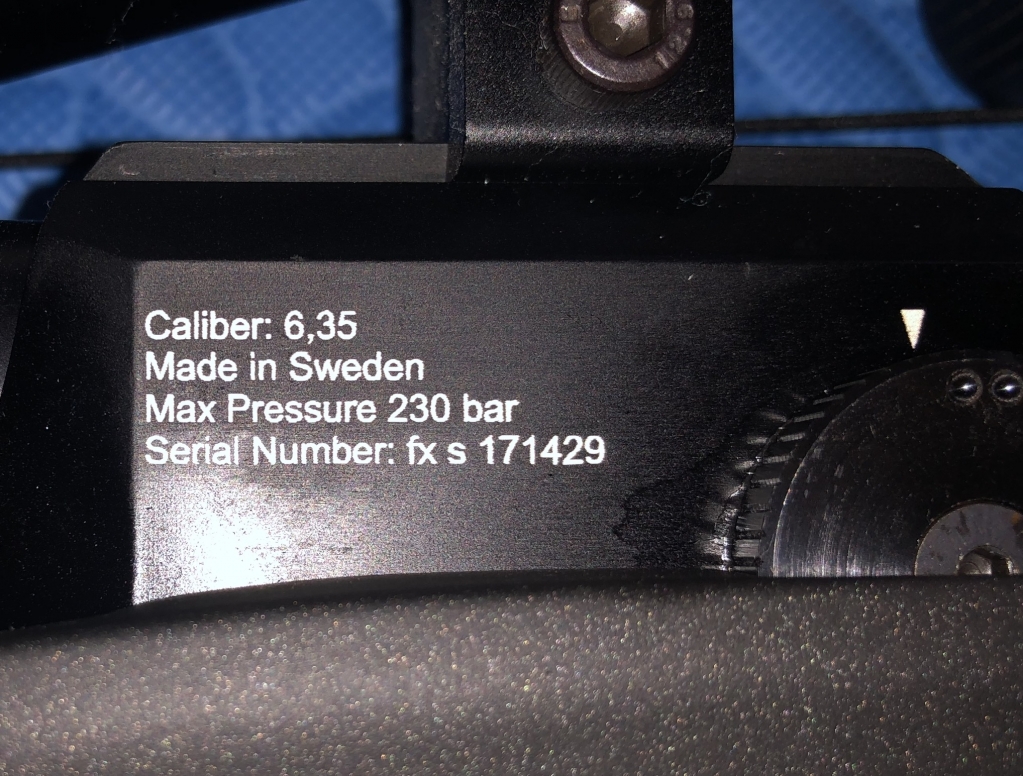 Caliber: 6,35
Made in Sweden
Max Pressure 230 bar
Serial Number: fx s 171429